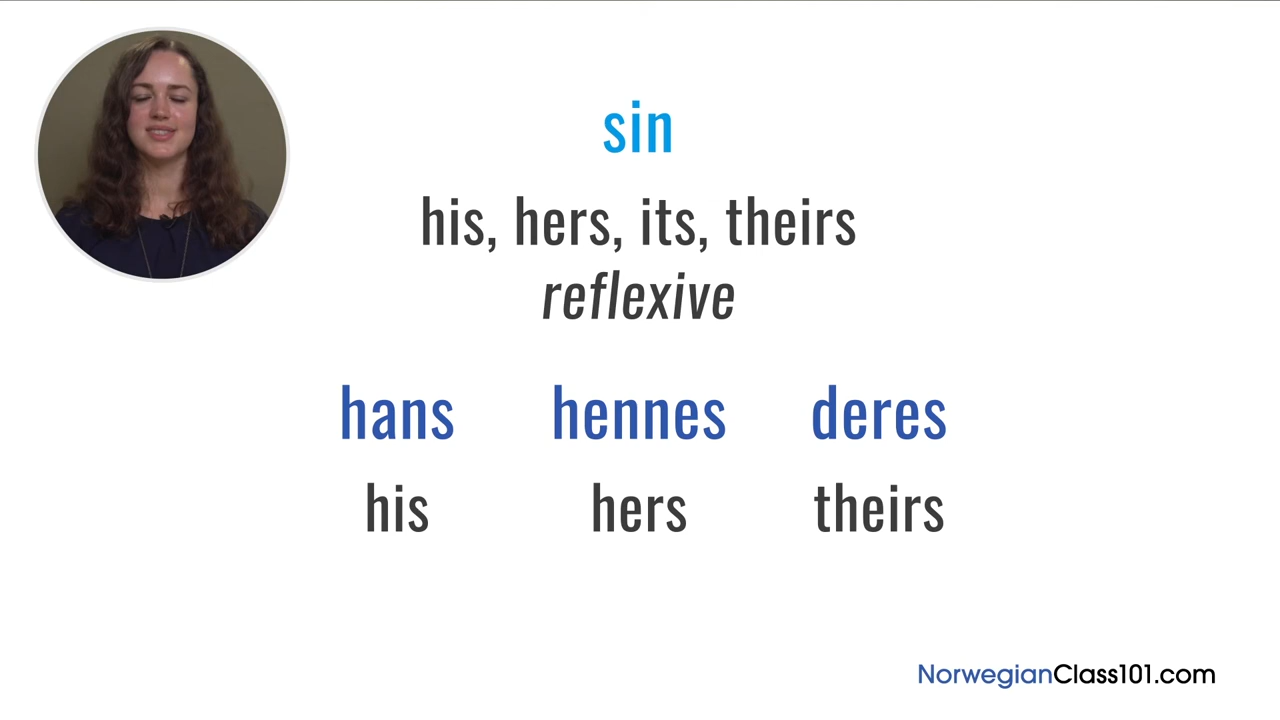 sin
his, hers, its, theirs
reflexive
hans hennes deres
his hers theirs
NorwegianClass101.com